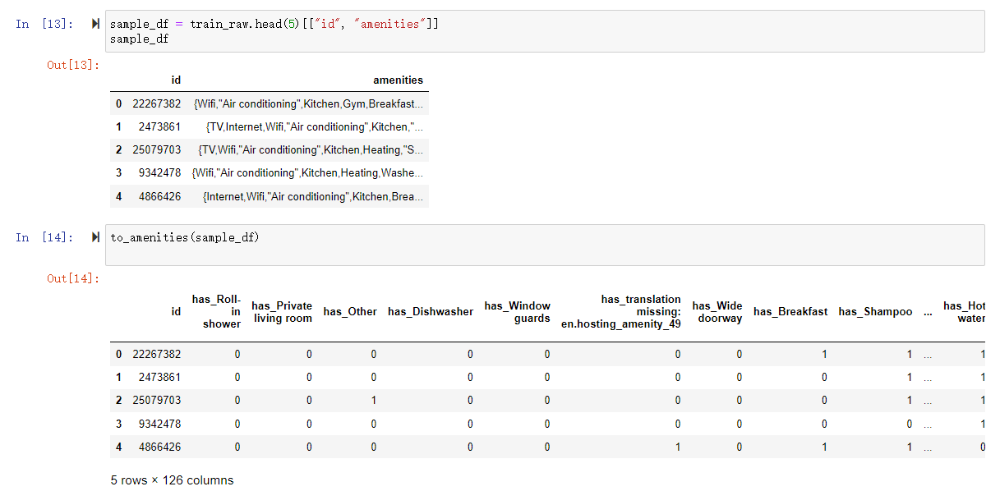 In [13]: sample_df = train_raw.head(5)[["id", "amenities"]]
sample_df
Out[13]:
id amenities
0 22267382 {Wifi,"Air conditioning",Kitchen,Gym,Breakfast...
1 2473861 {TV,Internet,Wifi,"Air conditioning",Kitchen,"...
2 25079703 {TV,Wifi,"Air conditioning",Kitchen,Heating,"S...
3 9342478 {Wifi,"Air conditioning",Kitchen,Heating,Washe...
4 4866426 {Internet,Wifi,"Air conditioning",Kitchen,Brea...
In [14]: to_amenities(sample_df)
Out[14]:
id has_Roll-in shower has_Private living room has_Other has_Dishwasher has_Window guards has_translation missing: en.hosting_amenity_49 has_Wide doorway has_Breakfast has_Shampoo ... has_Hot water
0 22267382 0 0 0 0 0 0 0 1 1 ... 1
1 2473861 0 0 0 0 0 0 0 0 1 ... 1
2 25079703 0 0 1 0 0 0 0 0 1 ... 1
3 9342478 0 0 0 0 0 0 0 0 0 ... 1
4 4866426 0 0 0 0 0 1 0 1 1 ... 0
5 rows × 126 columns